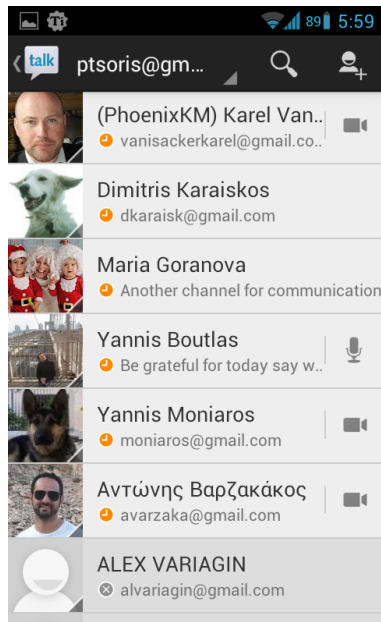 89 5:59
talk ptsoris@gm...
(PhoenixKM) Karel Van..
vanisackerkarel@gmail.co..
Dimitris Karaiskos
dkaraisk@gmail.com
Maria Goranova
Another channel for communication
Yannis Boutlas
Be grateful for today say w..
Yannis Moniaros
moniaros@gmail.com
Αντώνης Βαρζακάκος
avarzaka@gmail.com
ALEX VARIAGIN
alvariagin@gmail.com